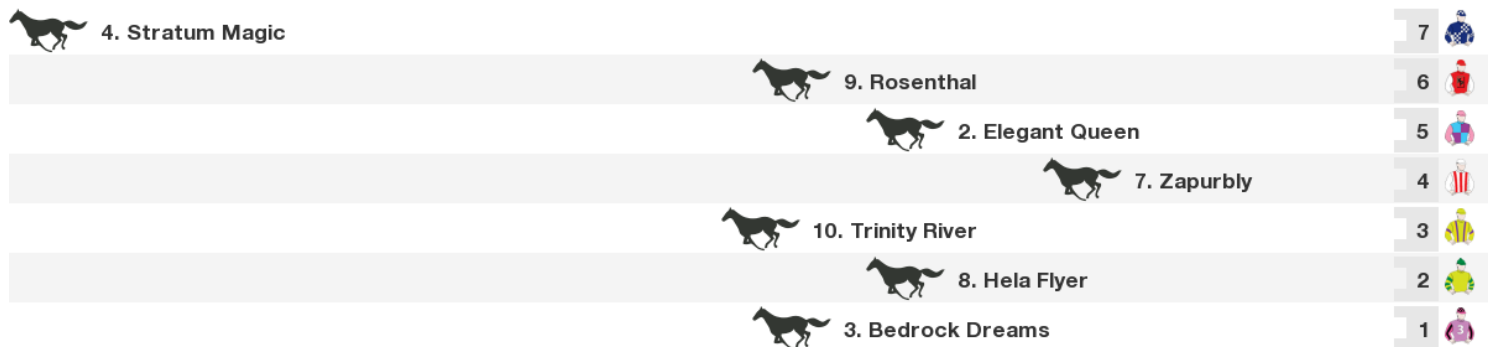 4. Stratum Magic 7
9. Rosenthal 6
2. Elegant Queen 5
7. Zapurbly 4
10. Trinity River 3
8. Hela Flyer 2
3. Bedrock Dreams 1 3